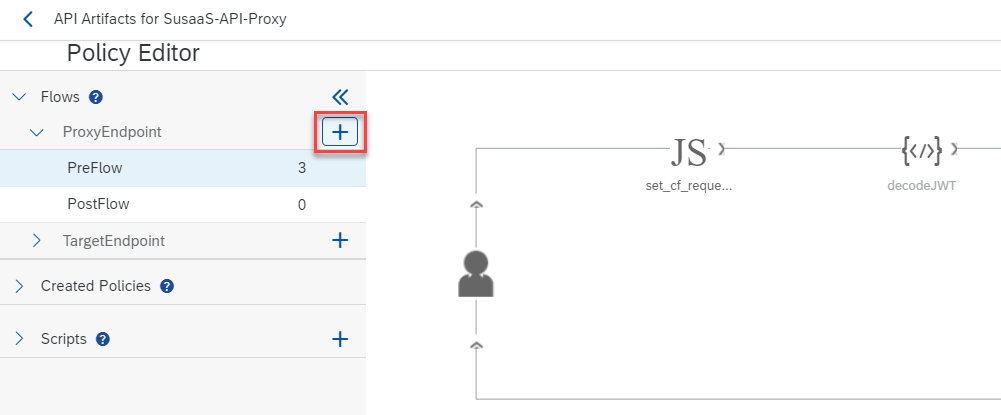 API Artifacts for SusaaS-API-Proxy
Policy Editor
Flows ?
ProxyEndpoint
PreFlow 3
PostFlow 0
TargetEndpoint
Created Policies ?
Scripts ?
JS
set_cf_reque...
</>
decodeJWT